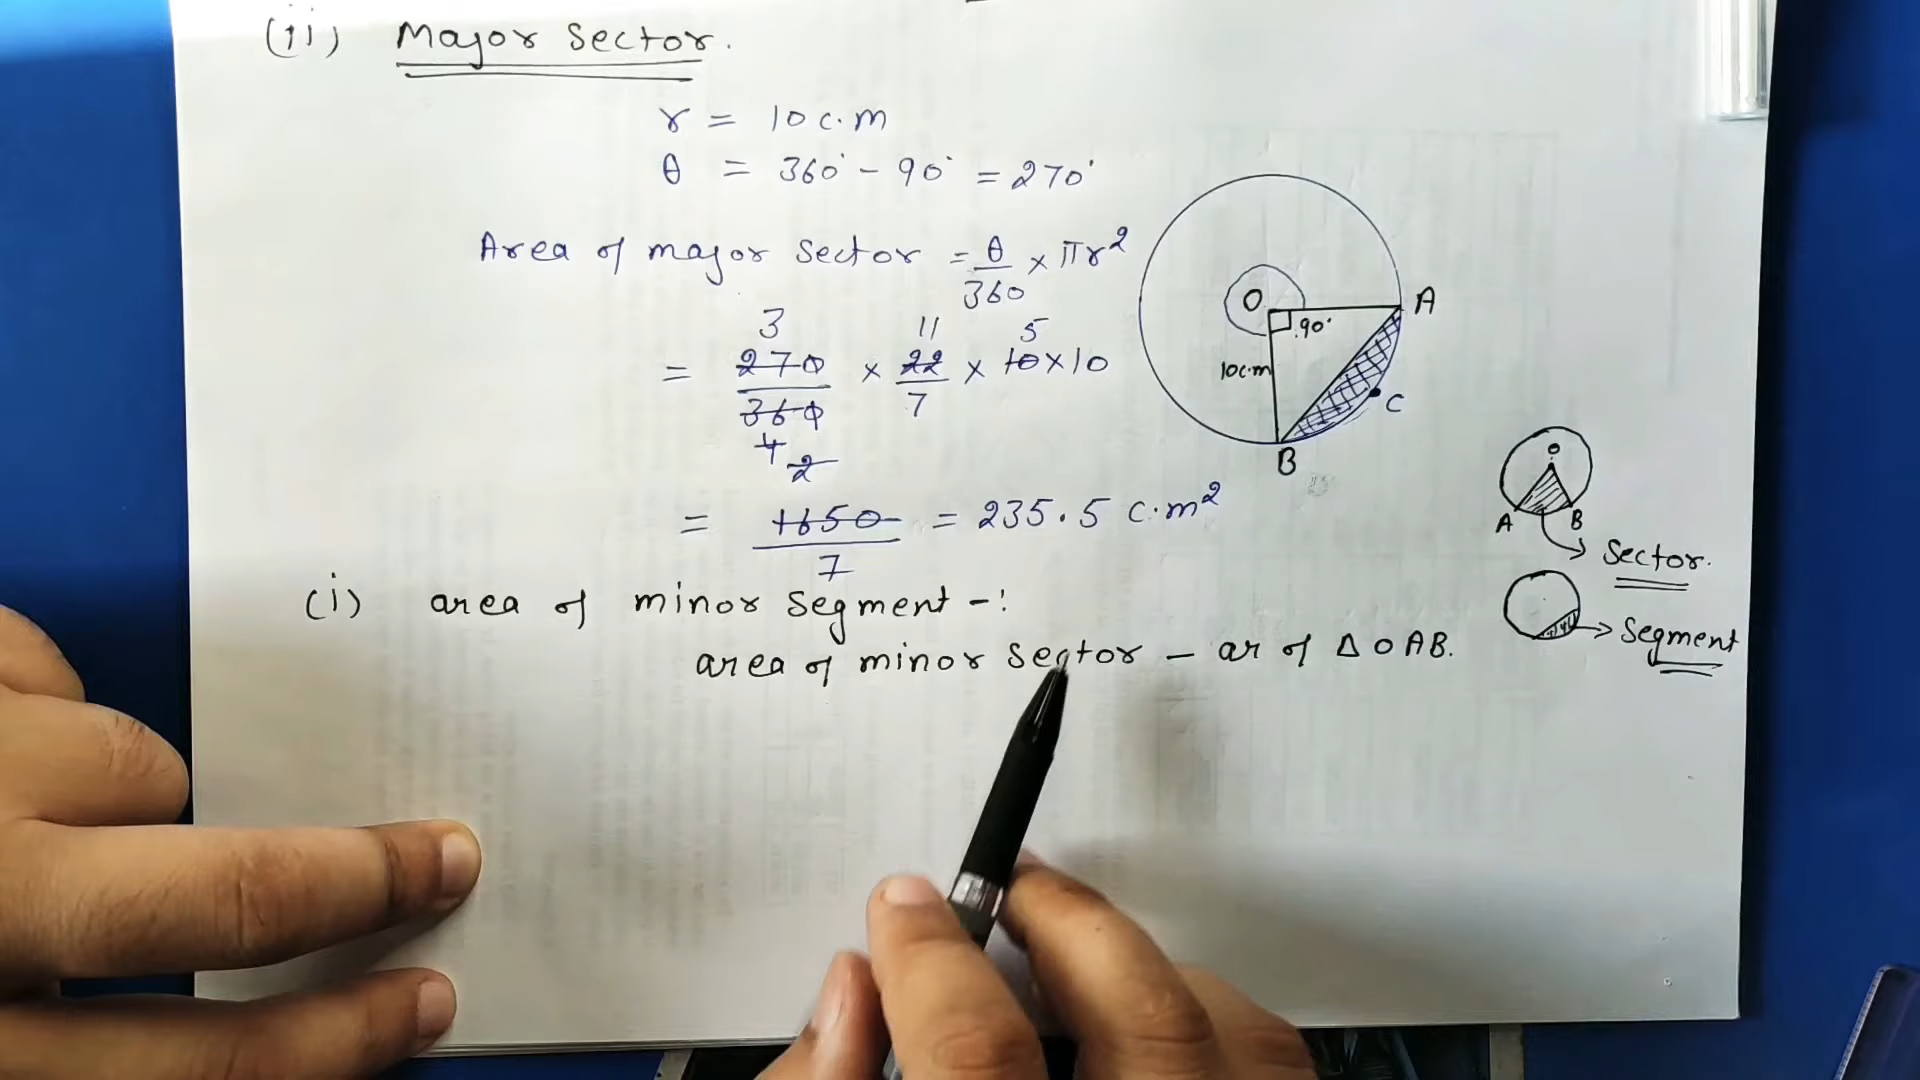 (ii) Major Sector.
r = 10 c.m
θ = 360° - 90° = 270°
Area of major sector = θ/360 × πr²
3 11 5
= 270/360 × 22/7 × 10×10
4 2
= 1650/7 = 235.5 c.m²
(i) area of minor segment -:
area of minor sector - ar of Δ OAB.
O A
90°
10c.m
C
B
O
A B
Sector.
Segment